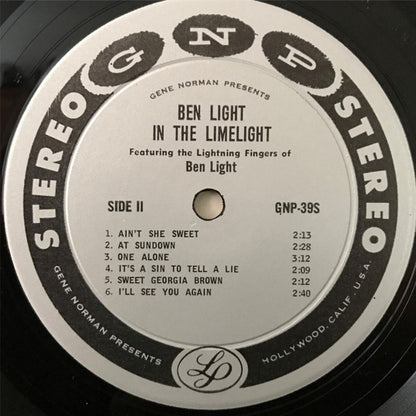 GNP
STEREO
STEREO
GENE NORMAN PRESENTS
BEN LIGHT
IN THE LIMELIGHT
Featuring the Lightning Fingers of
Ben Light
SIDE II GNP-39S
1. AIN'T SHE SWEET 2:13
2. AT SUNDOWN 2:28
3. ONE ALONE 3:12
4. IT'S A SIN TO TELL A LIE 2:09
5. SWEET GEORGIA BROWN 2:12
6. I'LL SEE YOU AGAIN 2:40
GENE NORMAN PRESENTS
LP
HOLLYWOOD, CALIF. U.S.A.